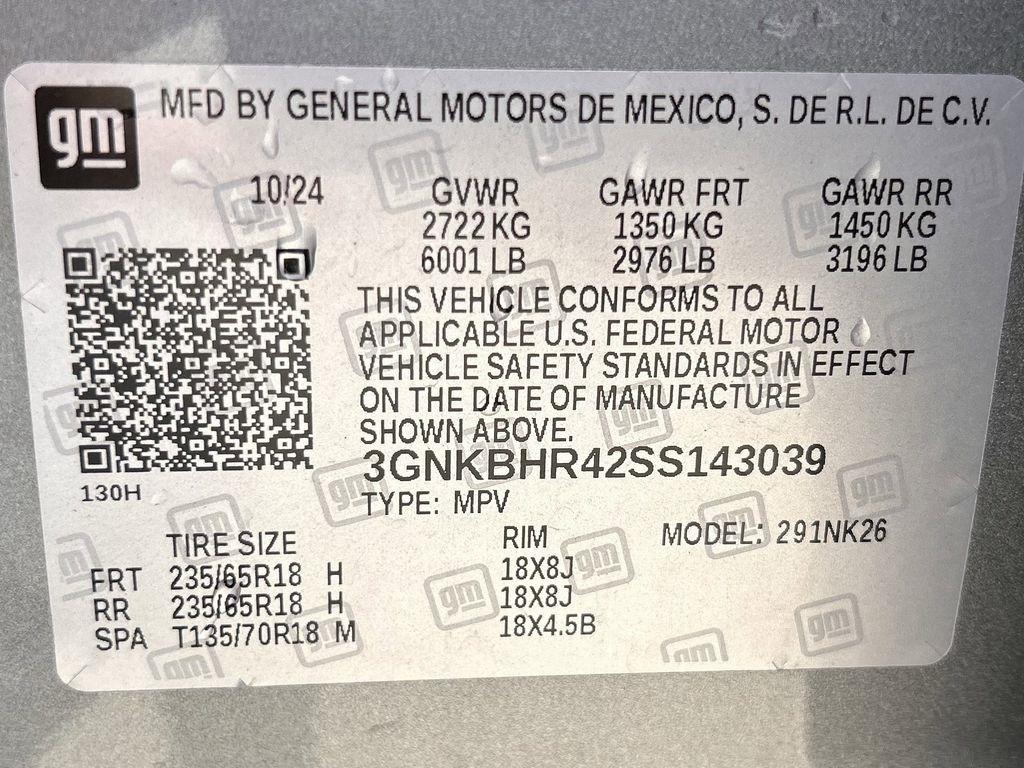 gm
MFD BY GENERAL MOTORS DE MEXICO, S. DE R.L. DE C.V.
10/24 GVWR GAWR FRT GAWR RR
2722 KG 1350 KG 1450 KG
6001 LB 2976 LB 3196 LB
THIS VEHICLE CONFORMS TO ALL
APPLICABLE U.S. FEDERAL MOTOR
VEHICLE SAFETY STANDARDS IN EFFECT
ON THE DATE OF MANUFACTURE
SHOWN ABOVE.
3GNKBHR42SS143039
130H
TYPE: MPV
TIRE SIZE RIM MODEL: 291NK26
FRT 235/65R18 H 18X8J
RR 235/65R18 H 18X8J
SPA T135/70R18 M 18X4.5B